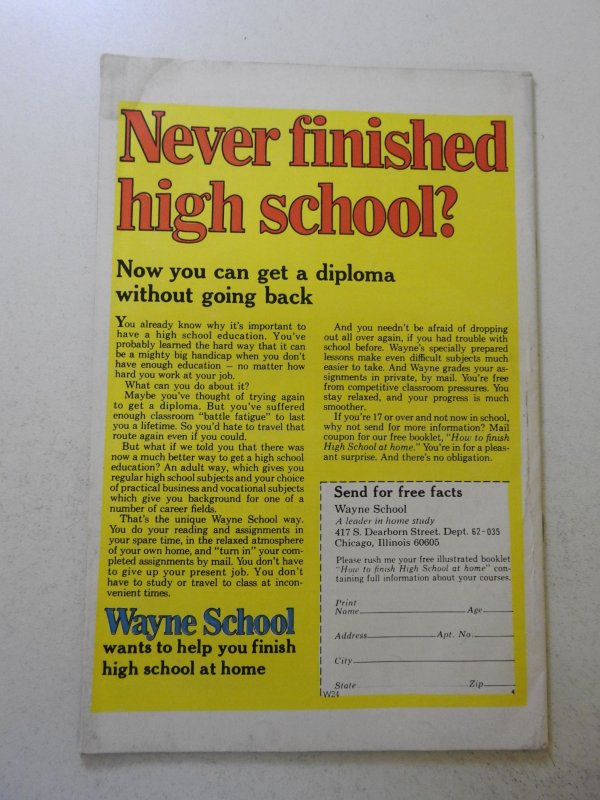 Never finished
high school?
Now you can get a diploma
without going back
You already know why it's important to
have a high school education. You've
probably learned the hard way that it can
be a mighty big handicap when you don't
have enough education – no matter how
hard you work at your job.
What can you do about it?
Maybe you've thought of trying again
to get a diploma. But you've suffered
enough classroom "battle fatigue" to last
you a lifetime. So you'd hate to travel that
route again even if you could.
But what if we told you that there was
now a much better way to get a high school
education? An adult way, which gives you
regular high school subjects and your choice
of practical business and vocational subjects
which give you background for one of a
number of career fields.
That's the unique Wayne School way.
You do your reading and assignments in
your spare time, in the relaxed atmosphere
of your own home, and "turn in" your com-
pleted assignments by mail. You don't have
to give up your present job. You don't
have to study or travel to class at incon-
venient times.
Wayne School
wants to help you finish
high school at home
And you needn't be afraid of dropping
out all over again, if you had trouble with
school before. Wayne's specially prepared
lessons make even difficult subjects much
easier to take. And Wayne grades your as-
signments in private, by mail. You're free
from competitive classroom pressures. You
stay relaxed, and your progress is much
smoother.
If you're 17 or over and not now in school,
why not send for more information? Mail
coupon for our free booklet, "How to finish
High School at home." You're in for a pleas-
ant surprise. And there's no obligation.
Send for free facts
Wayne School
A leader in home study
417 S. Dearborn Street. Dept. 62-035
Chicago, Illinois 60605
Please rush me your free illustrated booklet
"How to finish High School at home" con-
taining full information about your courses.
Print
Name Age
Address Apt. No.
City
State Zip
W24 4